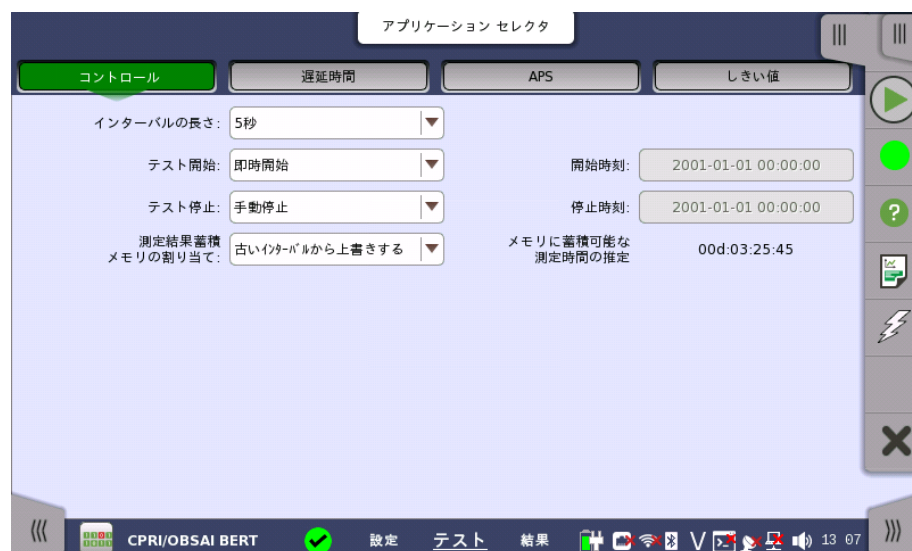 アプリケーション セレクタ
コントロール 遅延時間 APS しきい値
インターバルの長さ: 5秒
テスト開始: 即時開始 開始時刻: 2001-01-01 00:00:00
テスト停止: 手動停止 停止時刻: 2001-01-01 00:00:00
測定結果蓄積
メモリの割り当て: 古いｲﾝﾀｰﾊﾞﾙから上書きする
メモリに蓄積可能な
測定時間の推定 00d:03:25:45
CPRI/OBSAI BERT 設定 テスト 結果 13 07